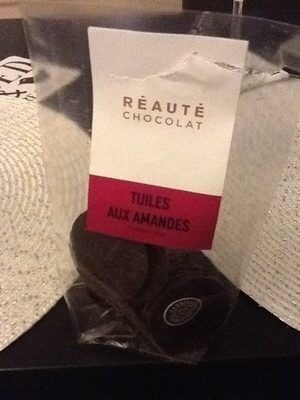 RÉAUTÉ
CHOCOLAT
TUILES
AUX AMANDES